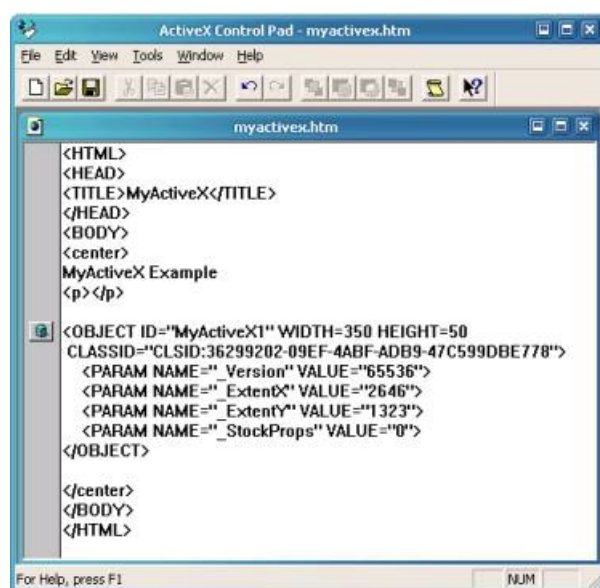 ActiveX Control Pad - myactivex.htm
File Edit View Tools Window Help
myactivex.htm
<HTML>
<HEAD>
<TITLE>MyActiveX</TITLE>
</HEAD>
<BODY>
<center>
MyActiveX Example
<p></p>
<OBJECT ID="MyActiveX1" WIDTH=350 HEIGHT=50
CLASSID="CLSID:36299202-09EF-4ABF-ADB9-47C599DBE778">
<PARAM NAME="_Version" VALUE="65536">
<PARAM NAME="_ExtentX" VALUE="2646">
<PARAM NAME="_ExtentY" VALUE="1323">
<PARAM NAME="_StockProps" VALUE="0">
</OBJECT>
</center>
</BODY>
</HTML>
For Help, press F1 NUM